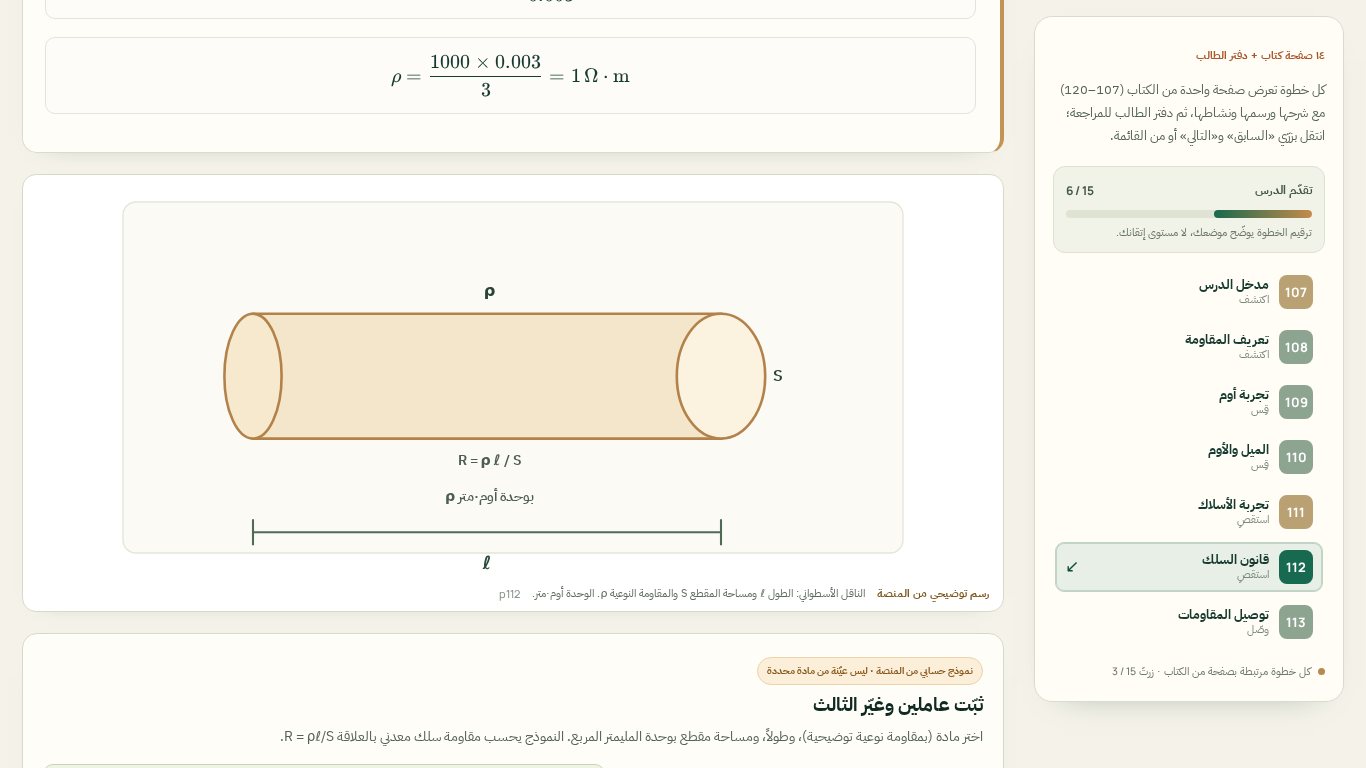 ١٤ صفحة كتاب + دفتر الطالب
كل خطوة تعرض صفحة واحدة من الكتاب (107–120)
مع شرحها ورسمها ونشاطها، ثم دفتر الطالب للمراجعة؛
انتقل بزرّي «السابق» و«التالي» أو من القائمة.
تقدّم الدرس
6 / 15
ترقيم الخطوة يوضّح موضعك، لا مستوى إتقانك.
107
مدخل الدرس
اكتشف
108
تعريف المقاومة
اكتشف
109
تجربة أوم
قِس
110
الميل والأوم
قِس
111
تجربة الأسلاك
استقصِ
112
قانون السلك
استقصِ
↙
113
توصيل المقاومات
وصّل
كل خطوة مرتبطة بصفحة من الكتاب · زرتَ 15 / 3
ρ = 1000 × 0.003 / 3 = 1 Ω · m
ρ
S
R = ρ ℓ / S
بوحدة أوم·متر ρ
ℓ
رسم توضيحي من المنصة الناقل الأسطواني: الطول ℓ ومساحة المقطع S والمقاومة النوعية ρ. الوحدة أوم·متر. p112
نموذج حسابي من المنصة • ليس عيّنة من مادة محددة
ثبّت عاملين وغيّر الثالث
اختر مادة (بمقاومة نوعية توضيحية)، وطولًا، ومساحة مقطع بوحدة المليمتر المربع. النموذج يحسب مقاومة سلك معدني بالعلاقة R = ρℓ/S.